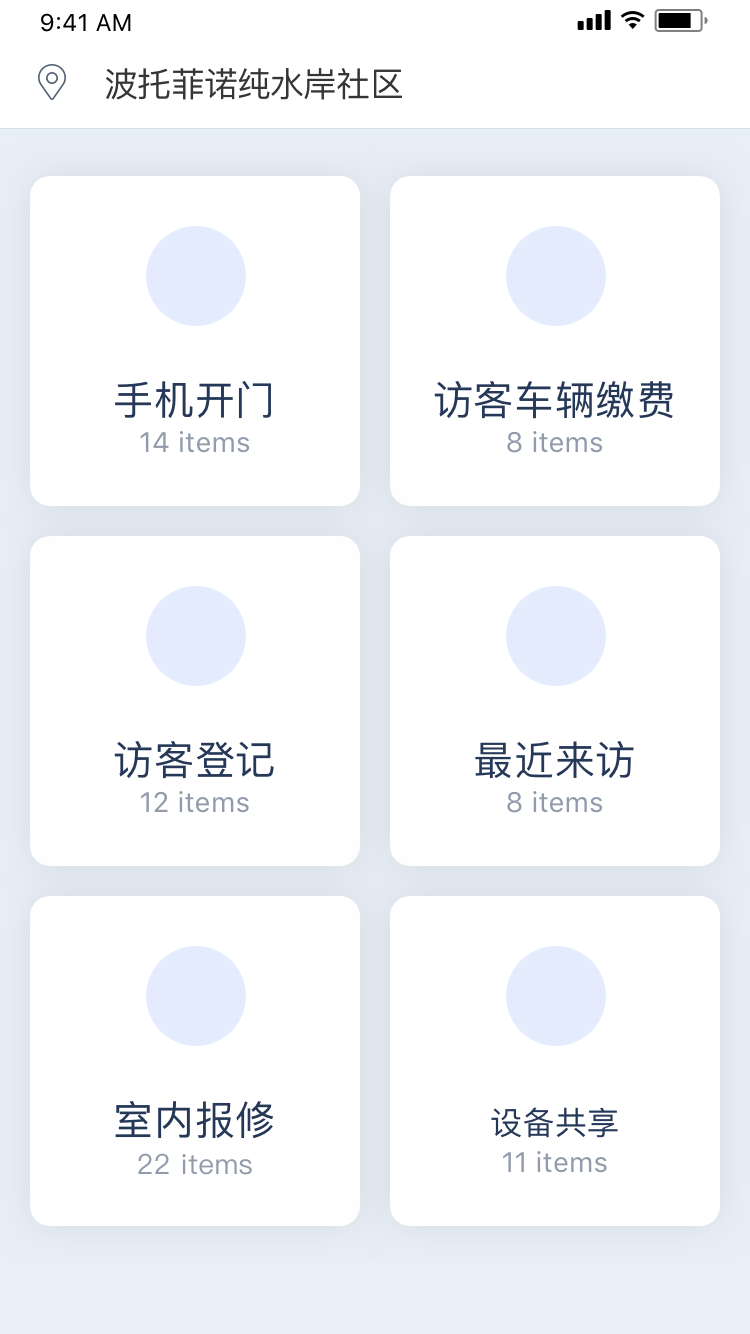 9:41 AM
波托菲诺纯水岸社区
手机开门
14 items
访客车辆缴费
8 items
访客登记
12 items
最近来访
8 items
室内报修
22 items
设备共享
11 items